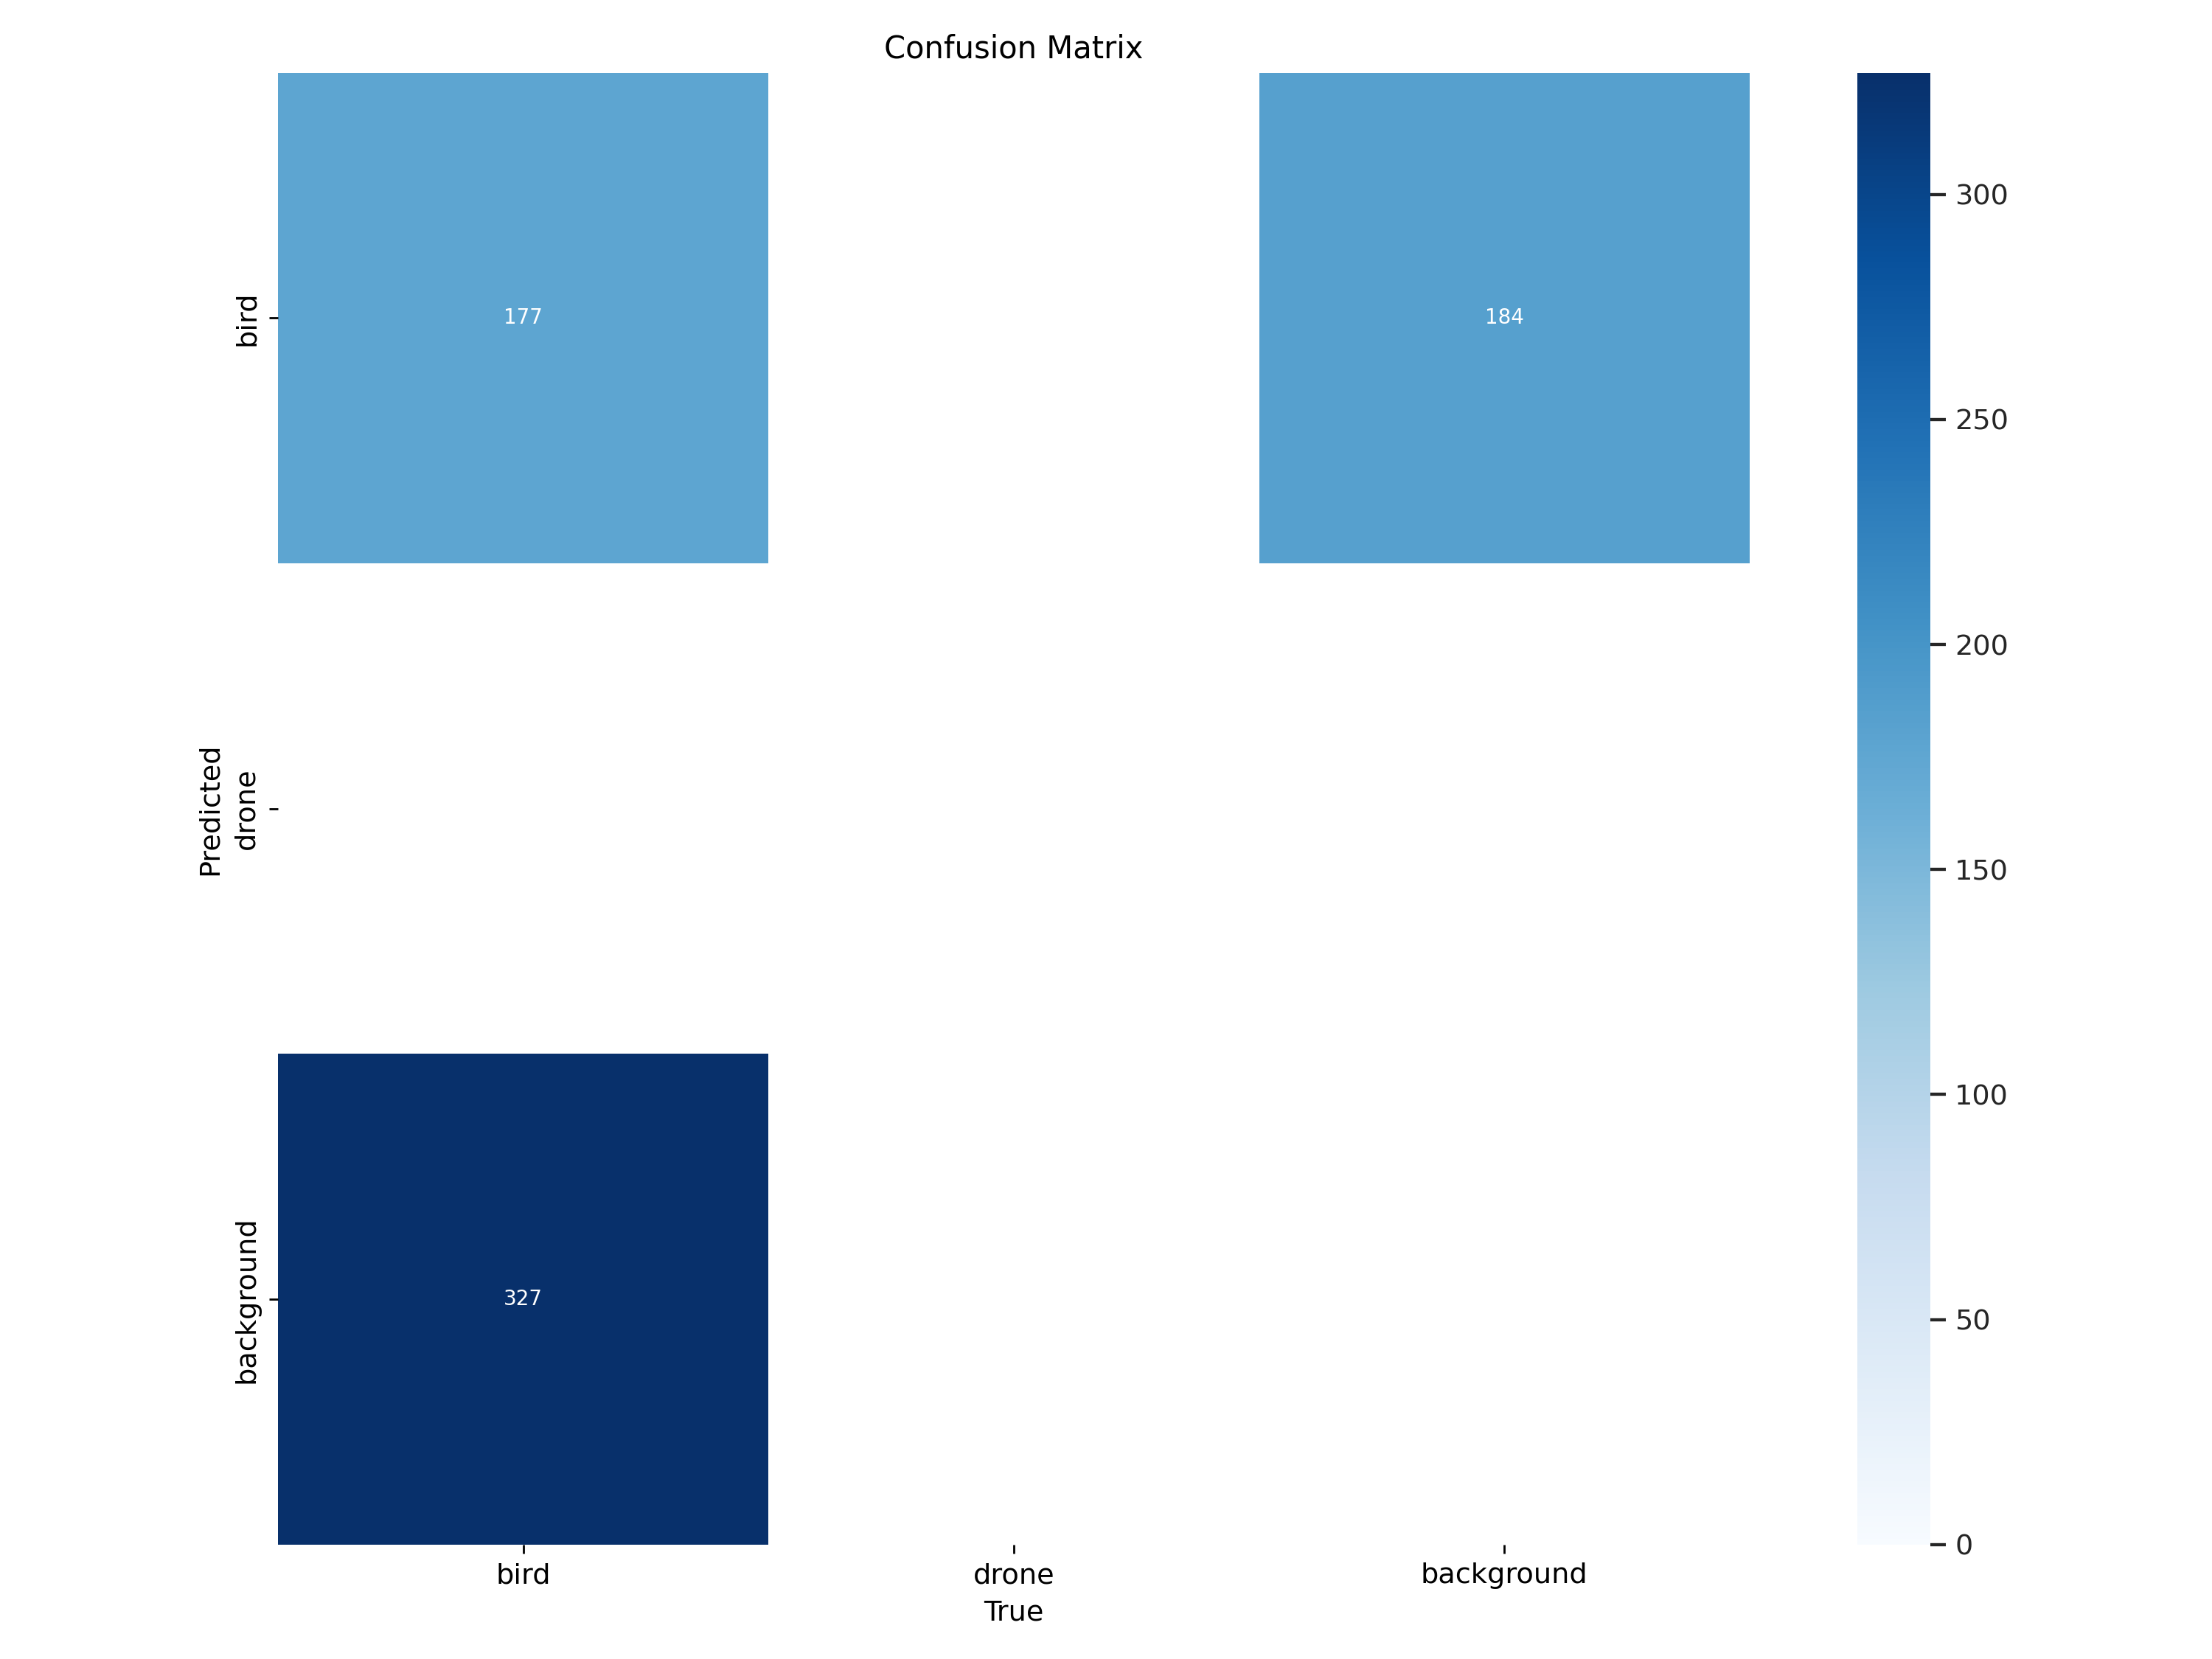 Confusion Matrix
bird
177
184
Predicted
drone
background
327
bird
drone
background
True
300
250
200
150
100
50
0